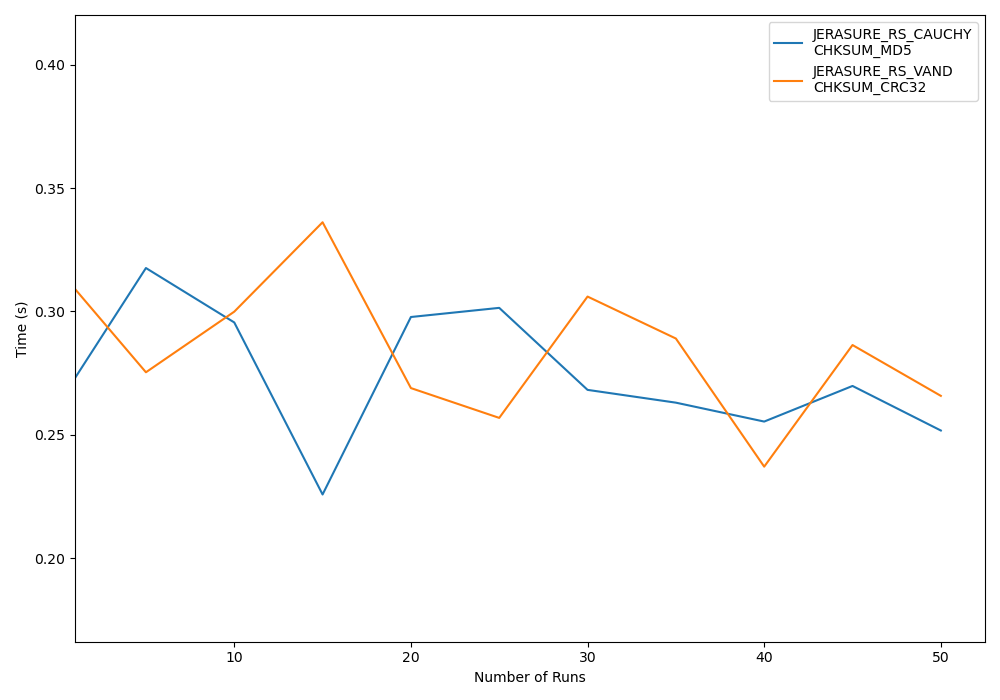 JERASURE_RS_CAUCHY
CHKSUM_MD5
JERASURE_RS_VAND
CHKSUM_CRC32
0.40
0.35
0.30
0.25
0.20
Time (s)
10
20
30
40
50
Number of Runs